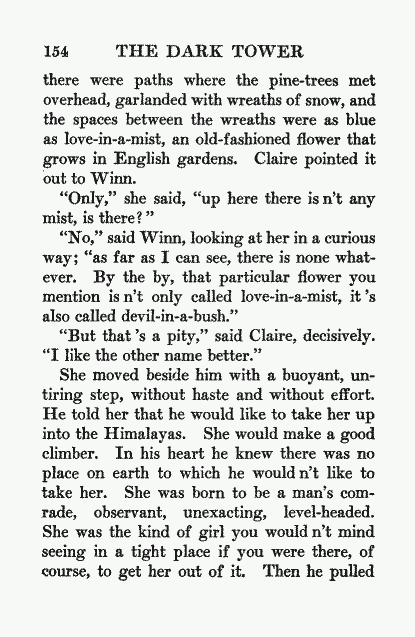 154 THE DARK TOWER
there were paths where the pine-trees met
overhead, garlanded with wreaths of snow, and
the spaces between the wreaths were as blue
as love-in-a-mist, an old-fashioned flower that
grows in English gardens. Claire pointed it
out to Winn.
"Only," she said, "up here there is n't any
mist, is there?"
"No," said Winn, looking at her in a curious
way; "as far as I can see, there is none what-
ever. By the by, that particular flower you
mention is n't only called love-in-a-mist, it 's
also called devil-in-a-bush."
"But that 's a pity," said Claire, decisively.
"I like the other name better."
She moved beside him with a buoyant, un-
tiring step, without haste and without effort.
He told her that he would like to take her up
into the Himalayas. She would make a good
climber. In his heart he knew there was no
place on earth to which he would n't like to
take her. She was born to be a man's com-
rade, observant, unexacting, level-headed.
She was the kind of girl you would n't mind
seeing in a tight place if you were there, of
course, to get her out of it. Then he pulled